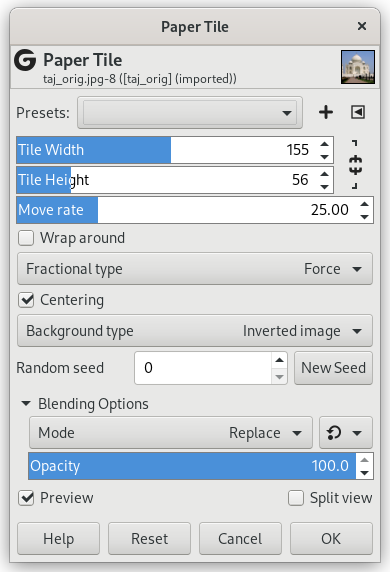 Paper Tile
Paper Tile
taj_orig.jpg-8 ([taj_orig] (imported))
Presets:
Tile Width 155
Tile Height 56
Move rate 25.00
Wrap around
Fractional type Force
Centering
Background type Inverted image
Random seed 0 New Seed
Blending Options
Mode Replace
Opacity 100.0
Preview Split view
Help Reset Cancel OK